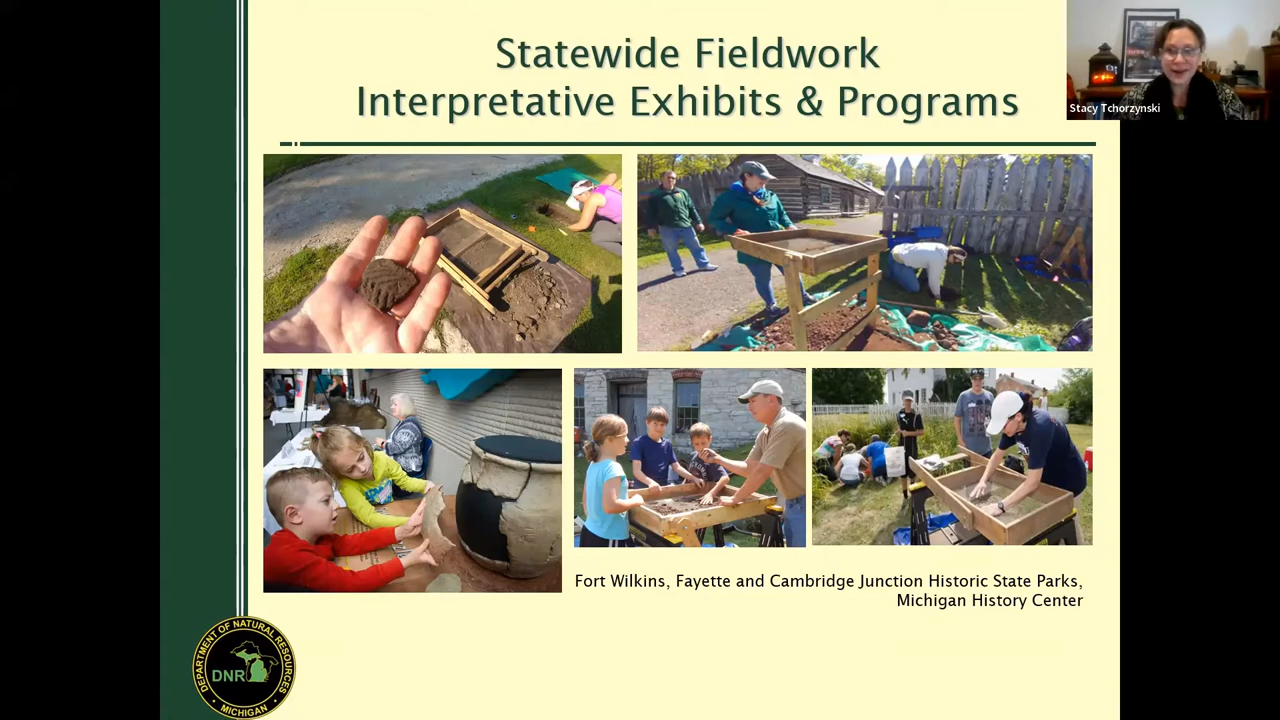 Statewide Fieldwork
Interpretative Exhibits & Programs
Stacy Tchorzynski
Fort Wilkins, Fayette and Cambridge Junction Historic State Parks,
Michigan History Center
DEPARTMENT OF NATURAL RESOURCES
DNR
MICHIGAN